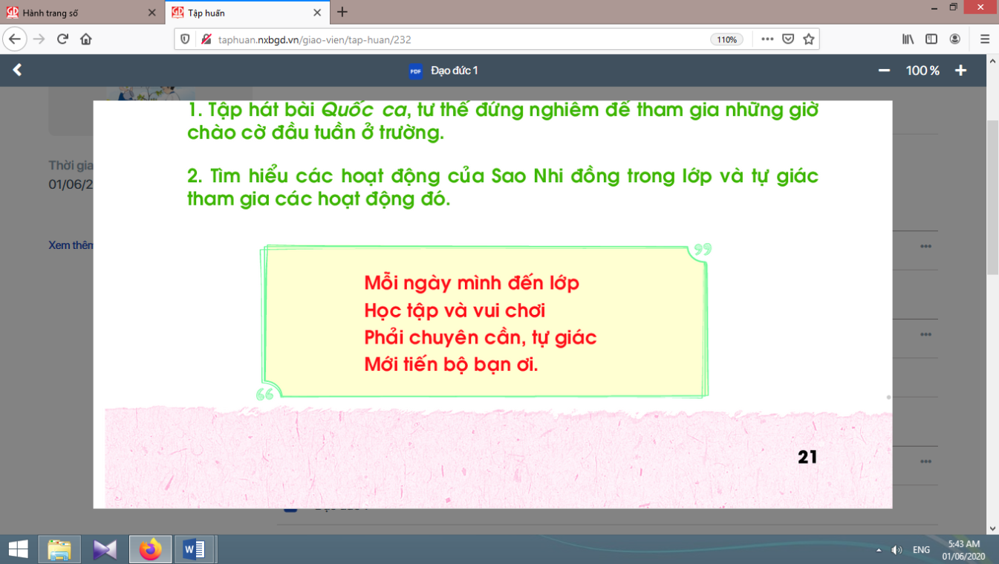 Hành trang số
Tập huấn
taphuan.nxbgd.vn/giao-vien/tap-huan/232
110%
PDF
Đạo đức 1
100 %
1. Tập hát bài Quốc ca, tư thế đứng nghiêm để tham gia những giờ
chào cờ đầu tuần ở trường.
Thời gia
01/06/2
2. Tìm hiểu các hoạt động của Sao Nhi đồng trong lớp và tự giác
tham gia các hoạt động đó.
Xem thêm
Mỗi ngày mình đến lớp
Học tập và vui chơi
Phải chuyên cần, tự giác
Mới tiến bộ bạn ơi.
21
ENG
5:43 AM
01/06/2020